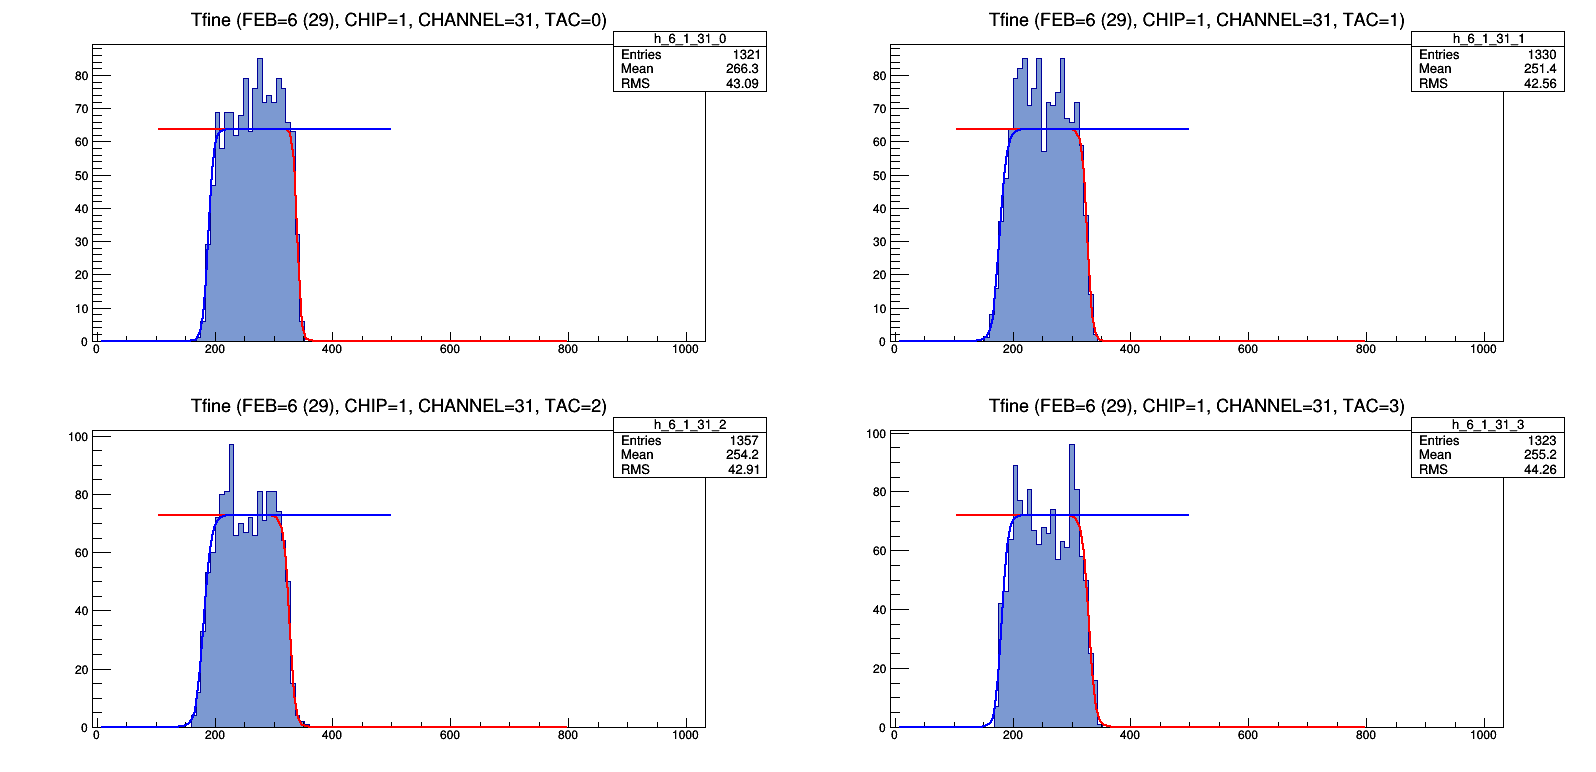 Tfine (FEB=6 (29), CHIP=1, CHANNEL=31, TAC=0)
h_6_1_31_0
Entries 1321
Mean 266.3
RMS 43.09
80
70
60
50
40
30
20
10
0
0 200 400 600 800 1000
Tfine (FEB=6 (29), CHIP=1, CHANNEL=31, TAC=1)
h_6_1_31_1
Entries 1330
Mean 251.4
RMS 42.56
80
70
60
50
40
30
20
10
0
0 200 400 600 800 1000
Tfine (FEB=6 (29), CHIP=1, CHANNEL=31, TAC=2)
h_6_1_31_2
Entries 1357
Mean 254.2
RMS 42.91
100
80
60
40
20
0
0 200 400 600 800 1000
Tfine (FEB=6 (29), CHIP=1, CHANNEL=31, TAC=3)
h_6_1_31_3
Entries 1323
Mean 255.2
RMS 44.26
100
80
60
40
20
0
0 200 400 600 800 1000